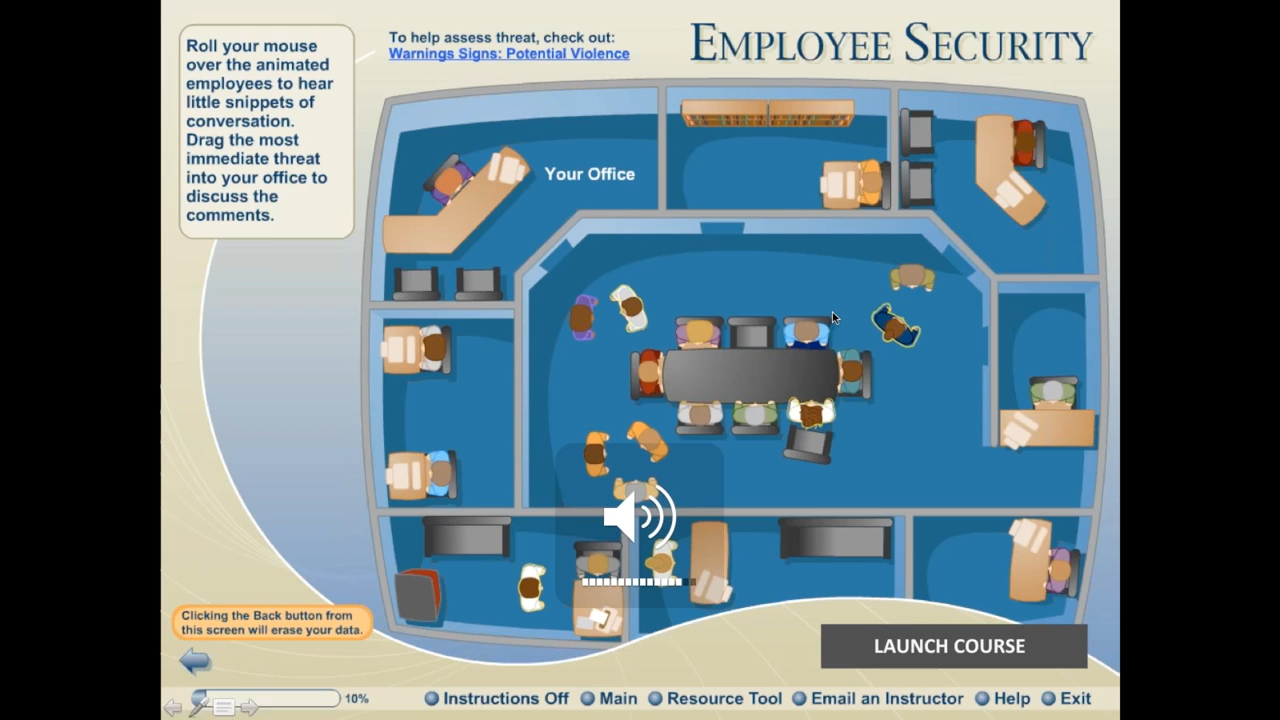 Roll your mouse
over the animated
employees to hear
little snippets of
conversation.
Drag the most
immediate threat
into your office to
discuss the
comments.
To help assess threat, check out:
Warnings Signs: Potential Violence
EMPLOYEE SECURITY
Your Office
Clicking the Back button from
this screen will erase your data.
LAUNCH COURSE
10%
Instructions Off
Main
Resource Tool
Email an Instructor
Help
Exit